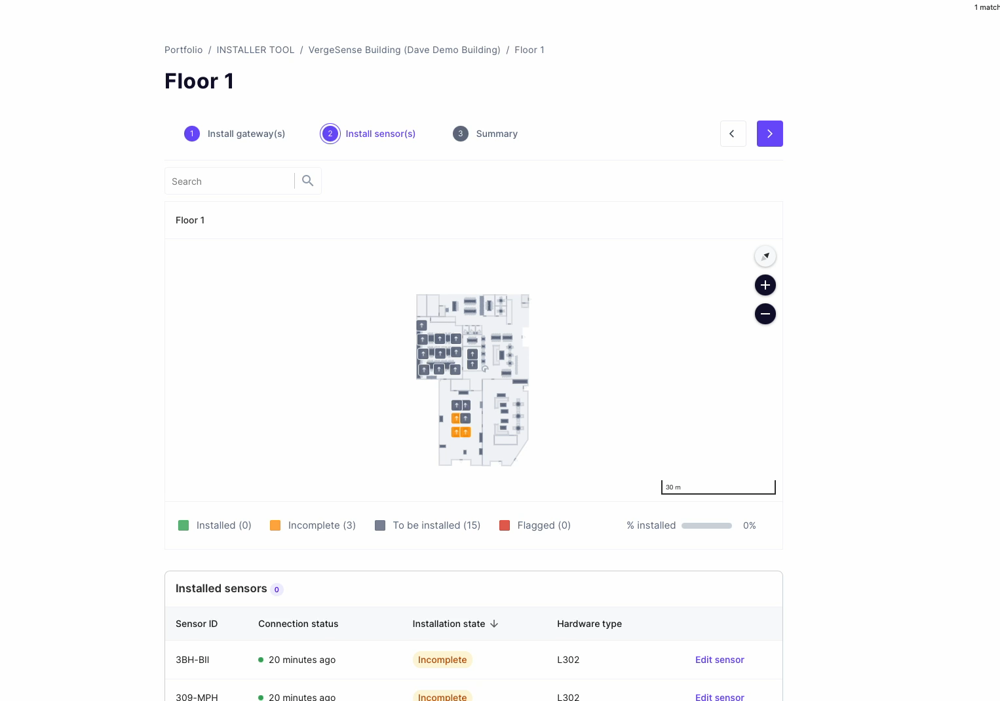 1 match
Portfolio / INSTALLER TOOL / VergeSense Building (Dave Demo Building) / Floor 1
Floor 1
1 Install gateway(s) 2 Install sensor(s) 3 Summary
Search
Floor 1
30 m
Installed (0) Incomplete (3) To be installed (15) Flagged (0) % installed 0%
Installed sensors 0
Sensor ID Connection status Installation state Hardware type
3BH-BII 20 minutes ago Incomplete L302 Edit sensor
309-MPH 20 minutes ago Incomplete L302 Edit sensor